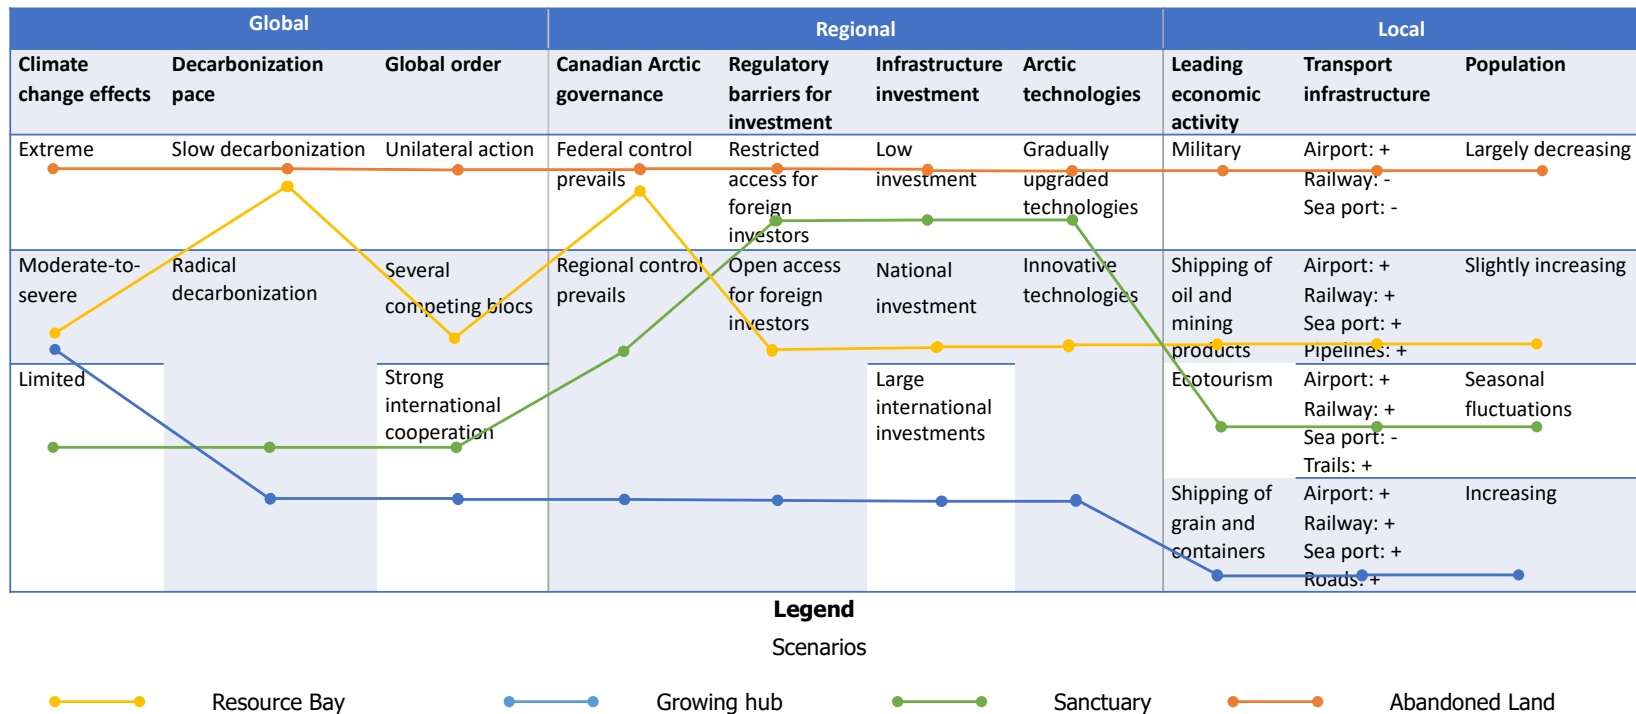 Global
Regional
Local
Climate
change effects
Decarbonization
pace
Global order
Canadian Arctic
governance
Regulatory
barriers for
investment
Infrastructure
investment
Arctic
technologies
Leading
economic
activity
Transport
infrastructure
Population
Extreme
Slow decarbonization
Unilateral action
Federal control
prevails
Restricted
access for
foreign
investors
Low
investment
Gradually
upgraded
technologies
Military
Airport: +
Railway: -
Sea port: -
Largely decreasing
Moderate-to-
severe
Radical
decarbonization
Several
competing blocs
Regional control
prevails
Open access
for foreign
investors
National
investment
Innovative
technologies
Shipping of
oil and
mining
products
Airport: +
Railway: +
Sea port: +
Pipelines: +
Slightly increasing
Limited
Strong
international
cooperation
Large
international
investments
Ecotourism
Airport: +
Railway: +
Sea port: -
Trails: +
Seasonal
fluctuations
Shipping of
grain and
containers
Airport: +
Railway: +
Sea port: +
Roads: +
Increasing
Legend
Scenarios
Resource Bay
Growing hub
Sanctuary
Abandoned Land